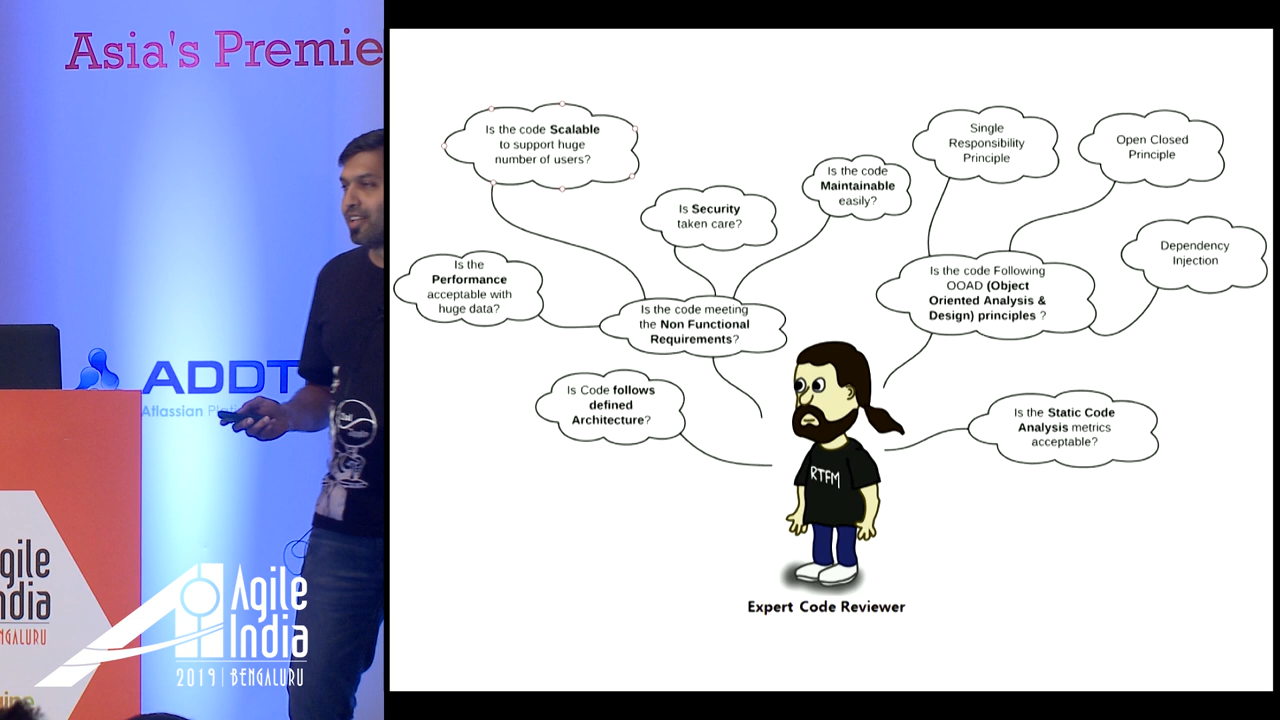 Asia's Premie
ADDT
Atlassian Plati
gile
ndia
NGALURU
Agile
India
2019 | BENGALURU
Is the code Scalable
to support huge
number of users?
Is Security
taken care?
Is the code
Maintainable
easily?
Is the
Performance
acceptable with
huge data?
Is the code meeting
the Non Functional
Requirements?
Is Code follows
defined
Architecture?
Single
Responsibility
Principle
Open Closed
Principle
Dependency
Injection
Is the code Following
OOAD (Object
Oriented Analysis &
Design) principles ?
Is the Static Code
Analysis metrics
acceptable?
RTFM
Expert Code Reviewer